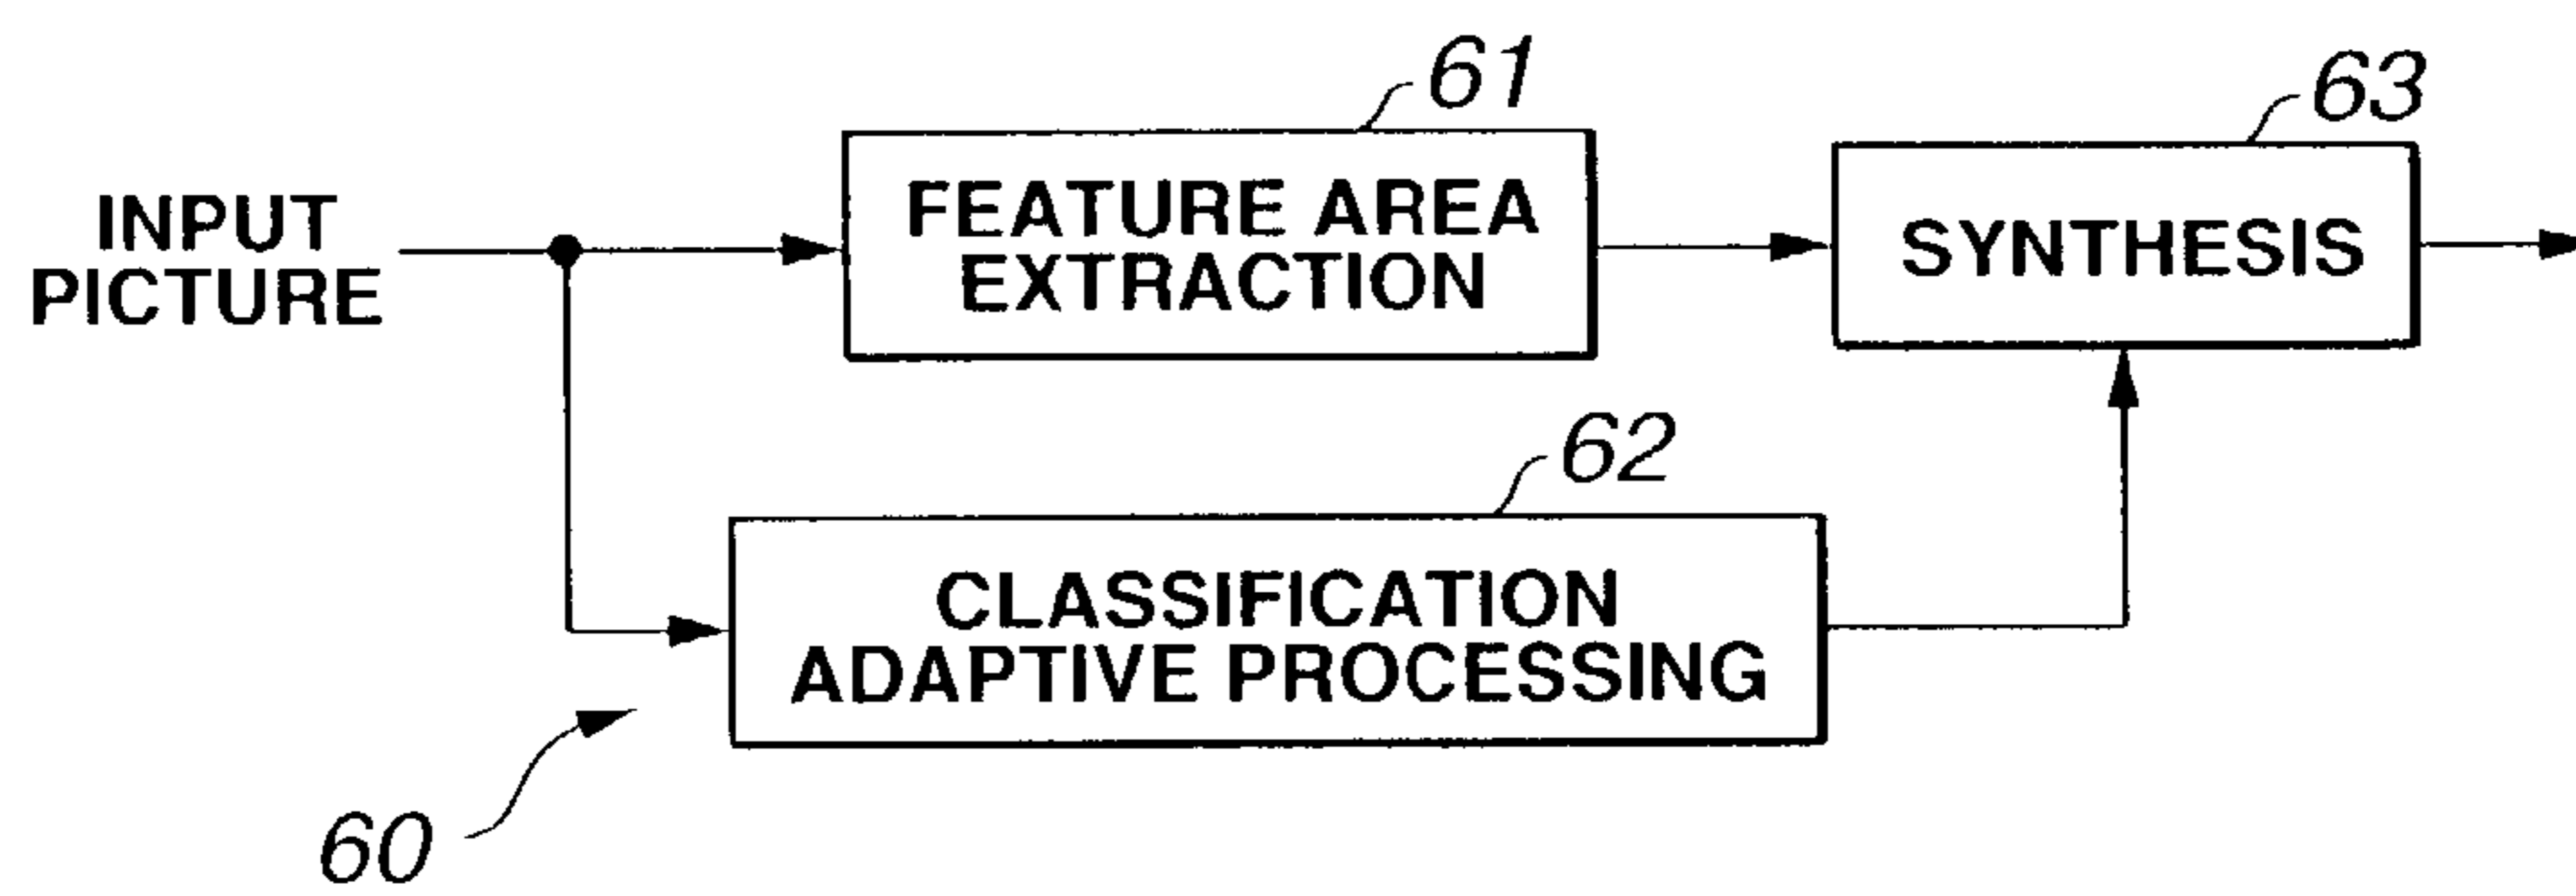 61
63
INPUT
PICTURE
FEATURE AREA
EXTRACTION
SYNTHESIS
62
CLASSIFICATION
ADAPTIVE PROCESSING
60